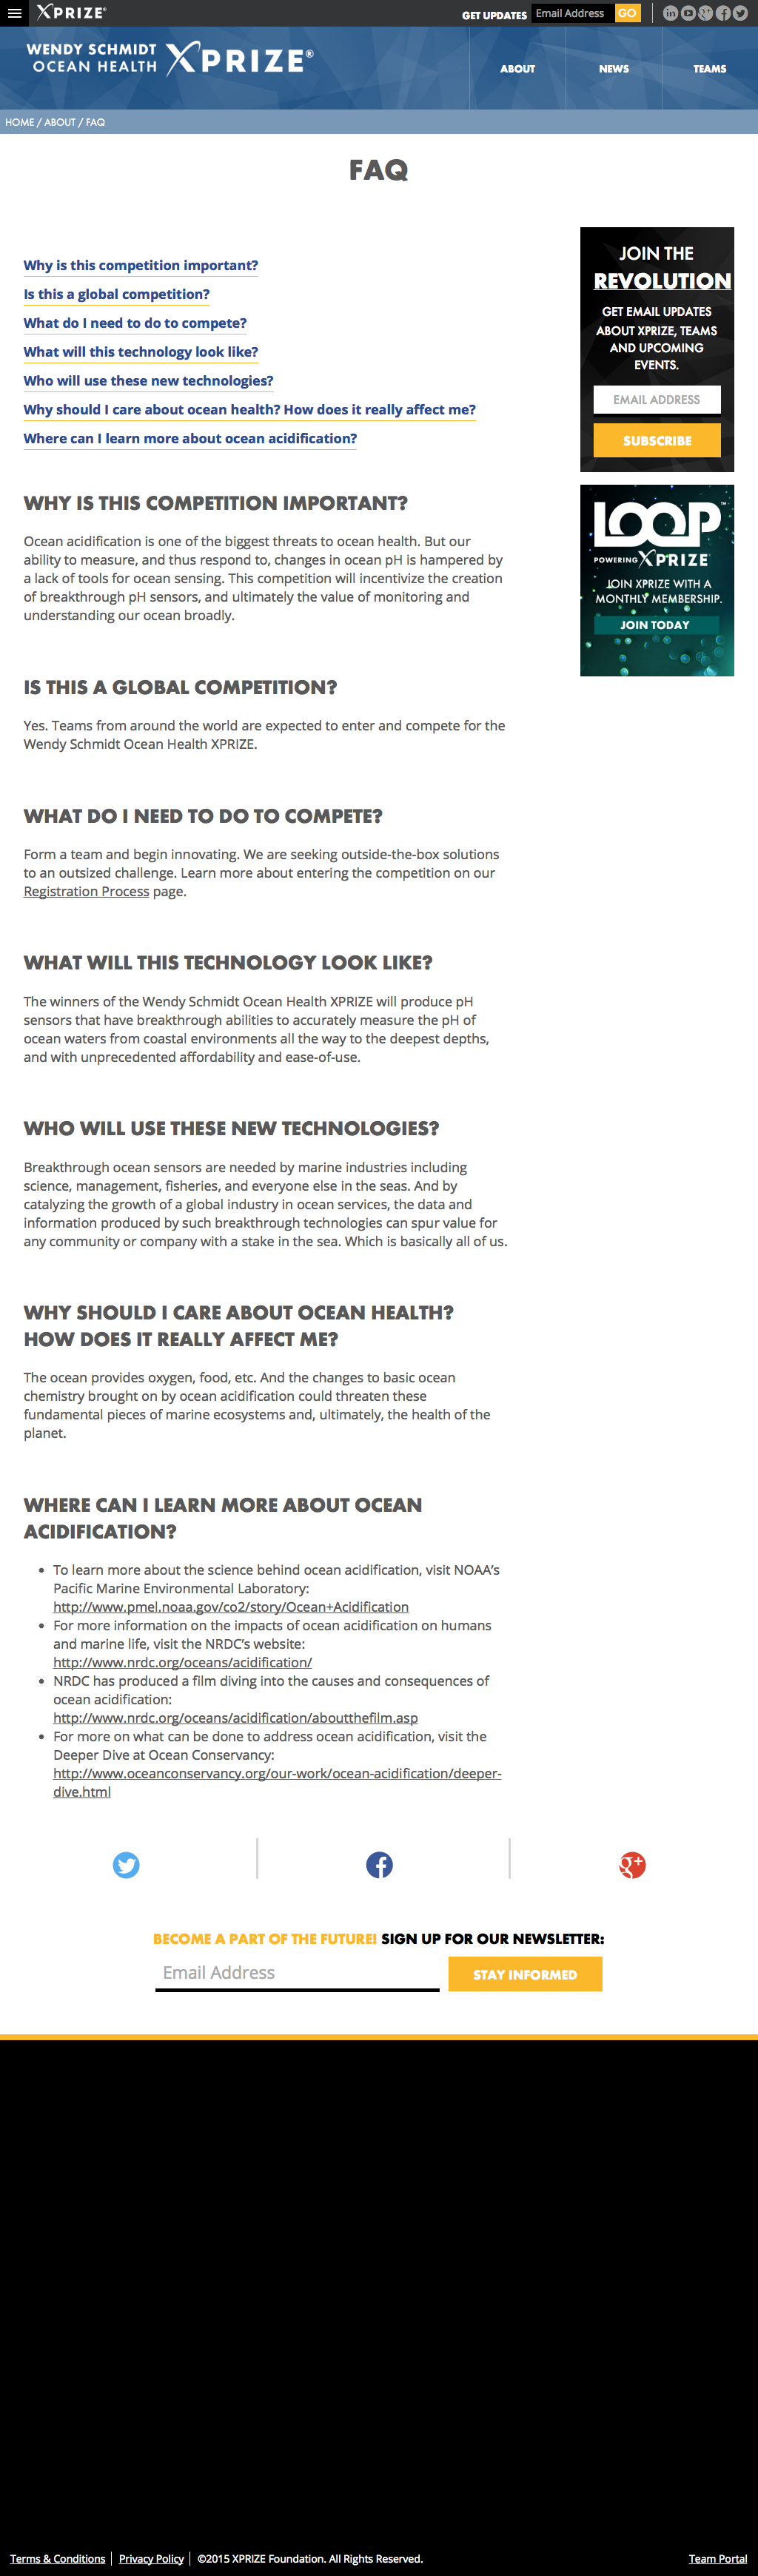 XPRIZE®
GET UPDATES Email Address GO
WENDY SCHMIDT
OCEAN HEALTH XPRIZE®
ABOUT NEWS TEAMS
HOME / ABOUT / FAQ
FAQ
Why is this competition important?
Is this a global competition?
What do I need to do to compete?
What will this technology look like?
Who will use these new technologies?
Why should I care about ocean health? How does it really affect me?
Where can I learn more about ocean acidification?
JOIN THE
REVOLUTION
GET EMAIL UPDATES
ABOUT XPRIZE, TEAMS
AND UPCOMING
EVENTS.
EMAIL ADDRESS
SUBSCRIBE
LOOP™
POWERING XPRIZE
JOIN XPRIZE WITH A
MONTHLY MEMBERSHIP.
JOIN TODAY
WHY IS THIS COMPETITION IMPORTANT?
Ocean acidification is one of the biggest threats to ocean health. But our
ability to measure, and thus respond to, changes in ocean pH is hampered by
a lack of tools for ocean sensing. This competition will incentivize the creation
of breakthrough pH sensors, and ultimately the value of monitoring and
understanding our ocean broadly.
IS THIS A GLOBAL COMPETITION?
Yes. Teams from around the world are expected to enter and compete for the
Wendy Schmidt Ocean Health XPRIZE.
WHAT DO I NEED TO DO TO COMPETE?
Form a team and begin innovating. We are seeking outside-the-box solutions
to an outsized challenge. Learn more about entering the competition on our
Registration Process page.
WHAT WILL THIS TECHNOLOGY LOOK LIKE?
The winners of the Wendy Schmidt Ocean Health XPRIZE will produce pH
sensors that have breakthrough abilities to accurately measure the pH of
ocean waters from coastal environments all the way to the deepest depths,
and with unprecedented affordability and ease-of-use.
WHO WILL USE THESE NEW TECHNOLOGIES?
Breakthrough ocean sensors are needed by marine industries including
science, management, fisheries, and everyone else in the seas. And by
catalyzing the growth of a global industry in ocean services, the data and
information produced by such breakthrough technologies can spur value for
any community or company with a stake in the sea. Which is basically all of us.
WHY SHOULD I CARE ABOUT OCEAN HEALTH?
HOW DOES IT REALLY AFFECT ME?
The ocean provides oxygen, food, etc. And the changes to basic ocean
chemistry brought on by ocean acidification could threaten these
fundamental pieces of marine ecosystems and, ultimately, the health of the
planet.
WHERE CAN I LEARN MORE ABOUT OCEAN
ACIDIFICATION?
• To learn more about the science behind ocean acidification, visit NOAA's
Pacific Marine Environmental Laboratory:
http://www.pmel.noaa.gov/co2/story/Ocean+Acidification
• For more information on the impacts of ocean acidification on humans
and marine life, visit the NRDC's website:
http://www.nrdc.org/oceans/acidification/
• NRDC has produced a film diving into the causes and consequences of
ocean acidification:
http://www.nrdc.org/oceans/acidification/aboutthefilm.asp
• For more on what can be done to address ocean acidification, visit the
Deeper Dive at Ocean Conservancy:
http://www.oceanconservancy.org/our-work/ocean-acidification/deeper-
dive.html
BECOME A PART OF THE FUTURE! SIGN UP FOR OUR NEWSLETTER:
Email Address STAY INFORMED
Terms & Conditions Privacy Policy ©2015 XPRIZE Foundation. All Rights Reserved. Team Portal